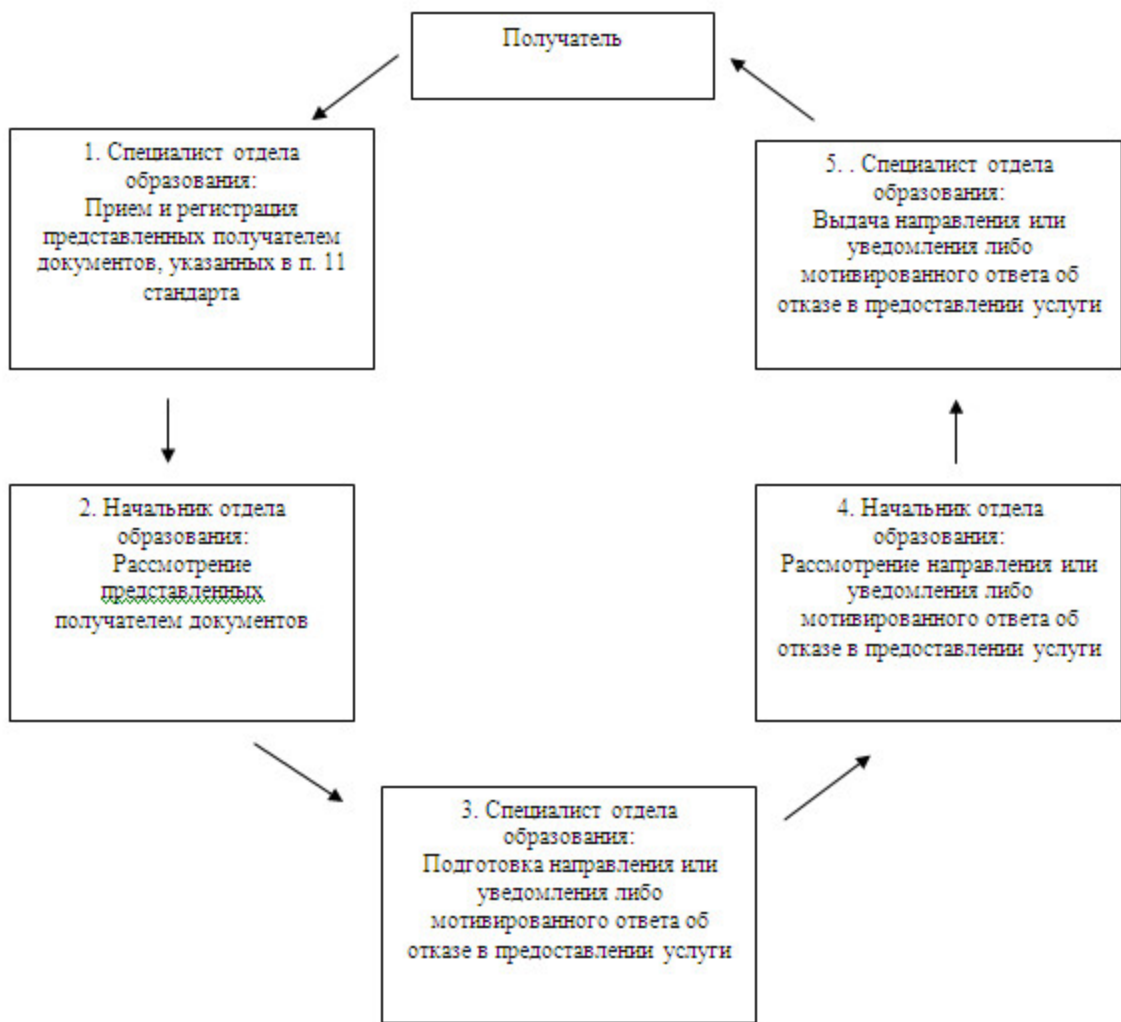 Получатель
1. Специалист отдела
образования:
Прием и регистрация
представленных получателем
документов, указанных в п. 11
стандарта
5. . Специалист отдела
образования:
Выдача направления или
уведомления либо
мотивированного ответа об
отказе в предоставлении услуги
2. Начальник отдела
образования:
Рассмотрение
представленных
получателем документов
4. Начальник отдела
образования:
Рассмотрение направления или
уведомления либо
мотивированного ответа об
отказе в предоставлении услуги
3. Специалист отдела
образования:
Подготовка направления или
уведомления либо
мотивированного ответа об
отказе в предоставлении услуги